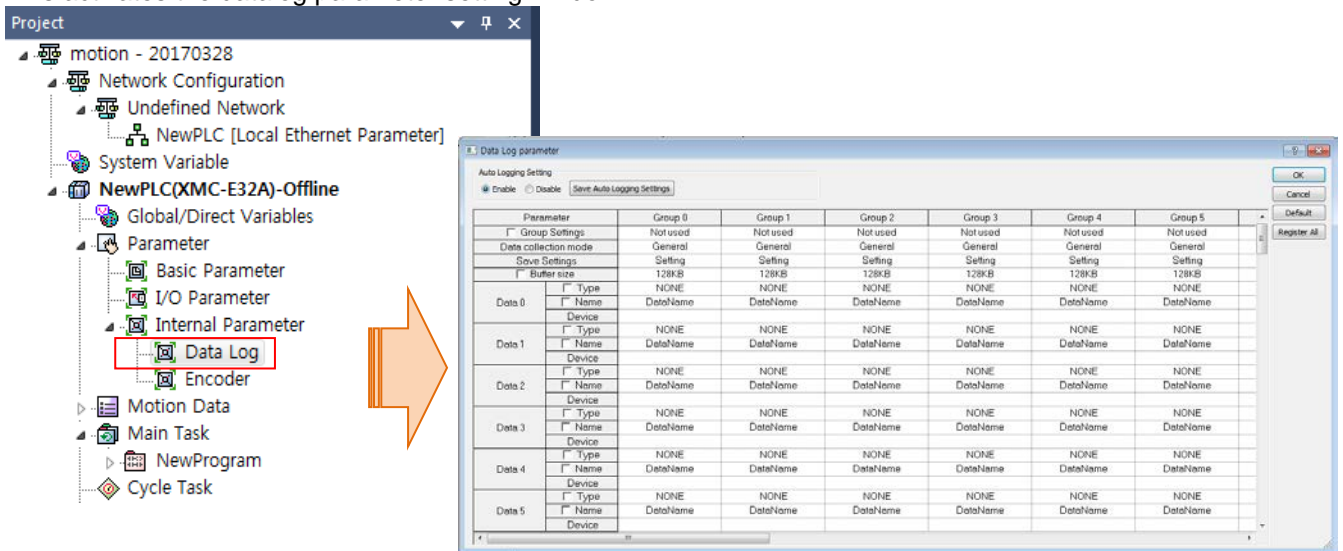 Project
motion - 20170328
Network Configuration
Undefined Network
NewPLC [Local Ethernet Parameter]
System Variable
NewPLC(XMC-E32A)-Offline
Global/Direct Variables
Parameter
Basic Parameter
I/O Parameter
Internal Parameter
Data Log
Encoder
Motion Data
Main Task
NewProgram
Cycle Task
Data Log parameter
Auto Logging Setting
Enable Disable Save Auto Logging Settings
OK
Cancel
Default
Register All
Parameter Group 0 Group 1 Group 2 Group 3 Group 4 Group 5
Group Settings Not used Not used Not used Not used Not used Not used
Data collection mode General General General General General General
Save Settings Setting Setting Setting Setting Setting Setting
Buffer size 128KB 128KB 128KB 128KB 128KB 128KB
Data 0 Type NONE NONE NONE NONE NONE NONE
Name DataName DataName DataName DataName DataName DataName
Device
Data 1 Type NONE NONE NONE NONE NONE NONE
Name DataName DataName DataName DataName DataName DataName
Device
Data 2 Type NONE NONE NONE NONE NONE NONE
Name DataName DataName DataName DataName DataName DataName
Device
Data 3 Type NONE NONE NONE NONE NONE NONE
Name DataName DataName DataName DataName DataName DataName
Device
Data 4 Type NONE NONE NONE NONE NONE NONE
Name DataName DataName DataName DataName DataName DataName
Device
Data 5 Type NONE NONE NONE NONE NONE NONE
Name DataName DataName DataName DataName DataName DataName
Device